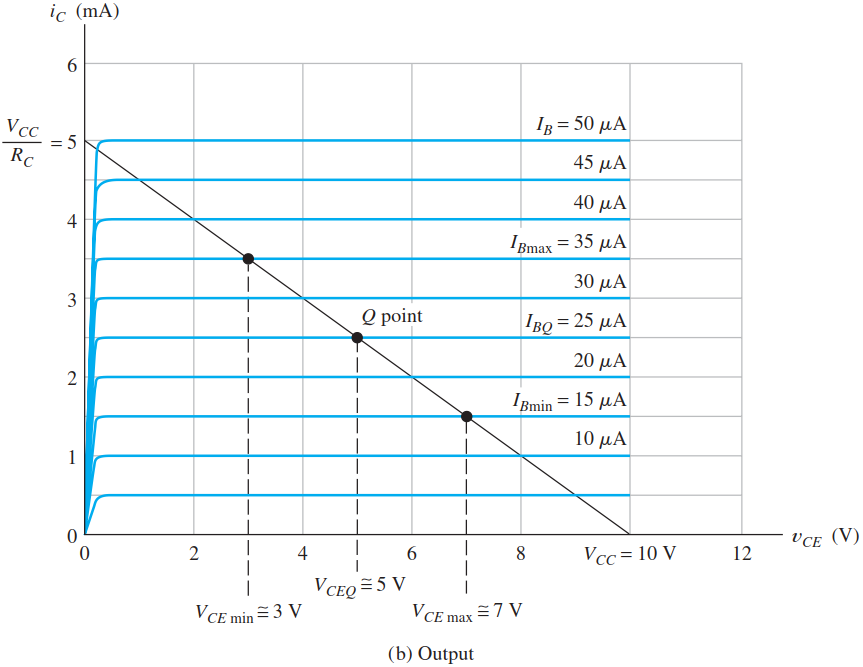 i_C (mA)
6
V_CC / R_C = 5
4
3
2
1
0
I_B = 50 μA
45 μA
40 μA
I_Bmax = 35 μA
30 μA
Q point
I_BQ = 25 μA
20 μA
I_Bmin = 15 μA
10 μA
0 2 4 6 8 V_CC = 10 V 12
v_CE (V)
V_CEQ ≅ 5 V
V_CE min ≅ 3 V
V_CE max ≅ 7 V
(b) Output